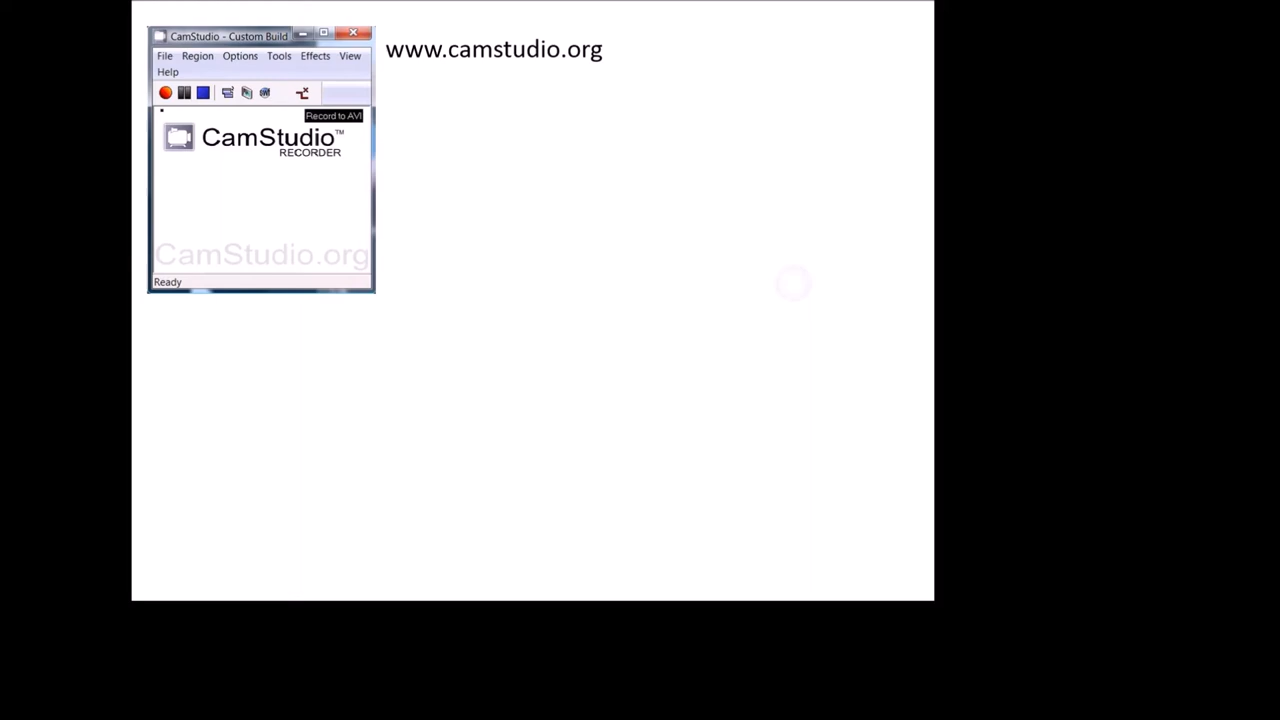 CamStudio - Custom Build
www.camstudio.org
File Region Options Tools Effects View
Help
Record to AVI
CamStudio™
RECORDER
CamStudio.org
Ready